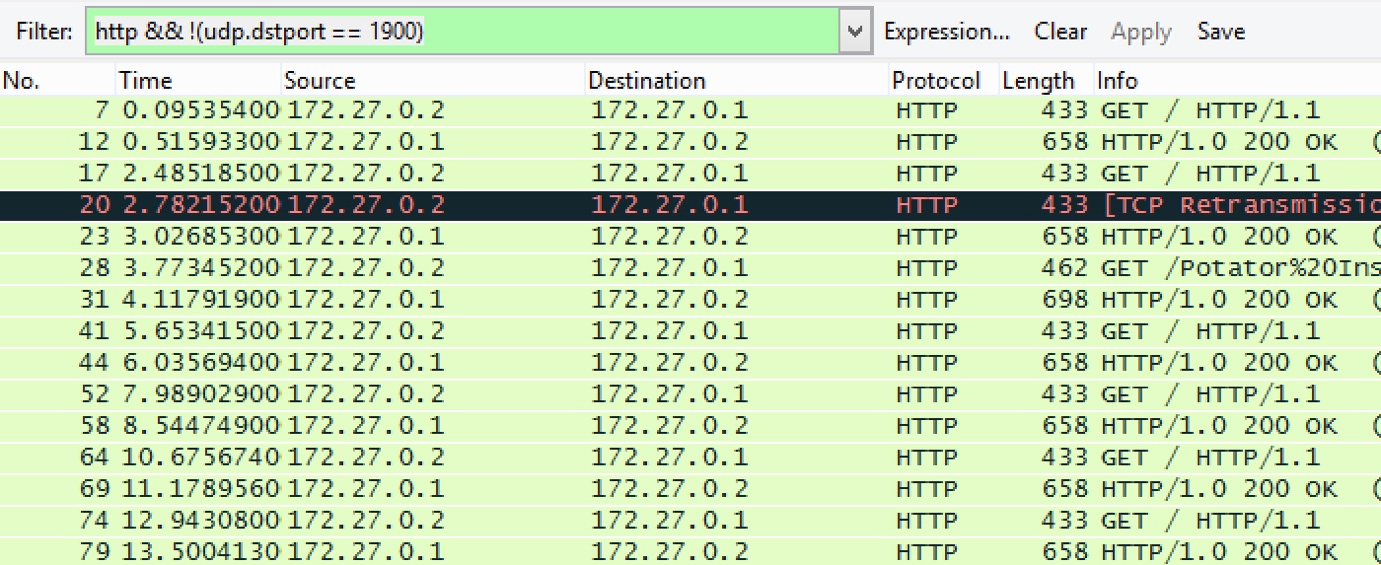 Filter: http && !(udp.dstport == 1900) Expression... Clear Apply Save
No. Time Source Destination Protocol Length Info
7 0.09535400 172.27.0.2 172.27.0.1 HTTP 433 GET / HTTP/1.1
12 0.51593300 172.27.0.1 172.27.0.2 HTTP 658 HTTP/1.0 200 OK (
17 2.48518500 172.27.0.2 172.27.0.1 HTTP 433 GET / HTTP/1.1
20 2.78215200 172.27.0.2 172.27.0.1 HTTP 433 [TCP Retransmissio
23 3.02685300 172.27.0.1 172.27.0.2 HTTP 658 HTTP/1.0 200 OK (
28 3.77345200 172.27.0.2 172.27.0.1 HTTP 462 GET /Potator%20Ins
31 4.11791900 172.27.0.1 172.27.0.2 HTTP 698 HTTP/1.0 200 OK (
41 5.65341500 172.27.0.2 172.27.0.1 HTTP 433 GET / HTTP/1.1
44 6.03569400 172.27.0.1 172.27.0.2 HTTP 658 HTTP/1.0 200 OK (
52 7.98902900 172.27.0.2 172.27.0.1 HTTP 433 GET / HTTP/1.1
58 8.54474900 172.27.0.1 172.27.0.2 HTTP 658 HTTP/1.0 200 OK (
64 10.6756740 172.27.0.2 172.27.0.1 HTTP 433 GET / HTTP/1.1
69 11.1789560 172.27.0.1 172.27.0.2 HTTP 658 HTTP/1.0 200 OK (
74 12.9430800 172.27.0.2 172.27.0.1 HTTP 433 GET / HTTP/1.1
79 13.5004130 172.27.0.1 172.27.0.2 HTTP 658 HTTP/1.0 200 OK (